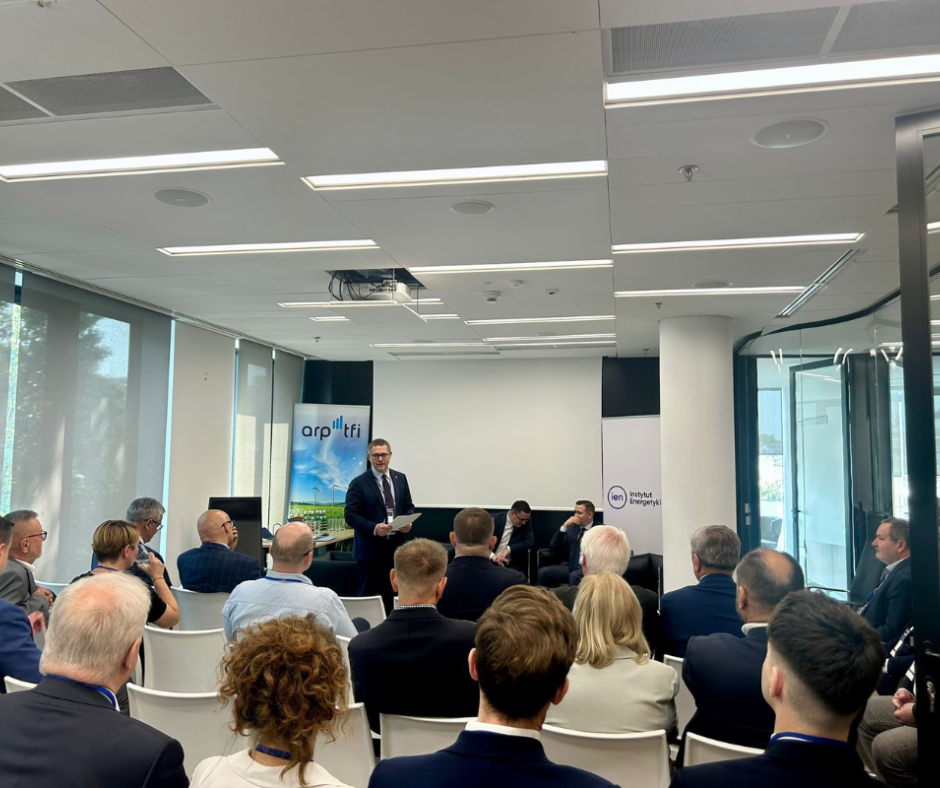 arp tfi
ien
Instytut
Energetyki